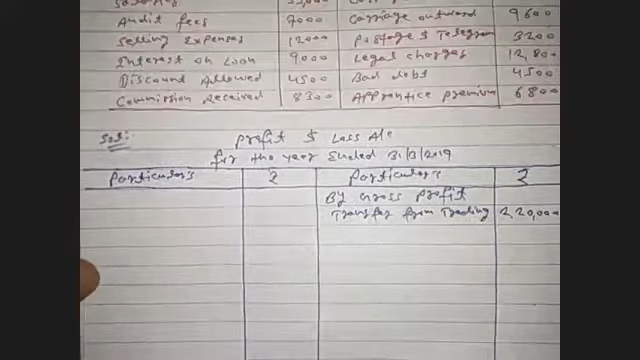 Audit fees 7000 Carriage outward 9600
Selling Expenses 12000 Postage & Telegram 3200
Interest on Loan 9000 Legal charges 12,800
Discount Allowed 4500 Bad debt 4500
Commission Received 8300 Apprentice premium 6800
Sol:
Profit & Loss A/c
for the year Ended 31/3/2019
Particulars ₹ Particulars ₹
By Gross Profit
Transfer from Trading 2,20,000